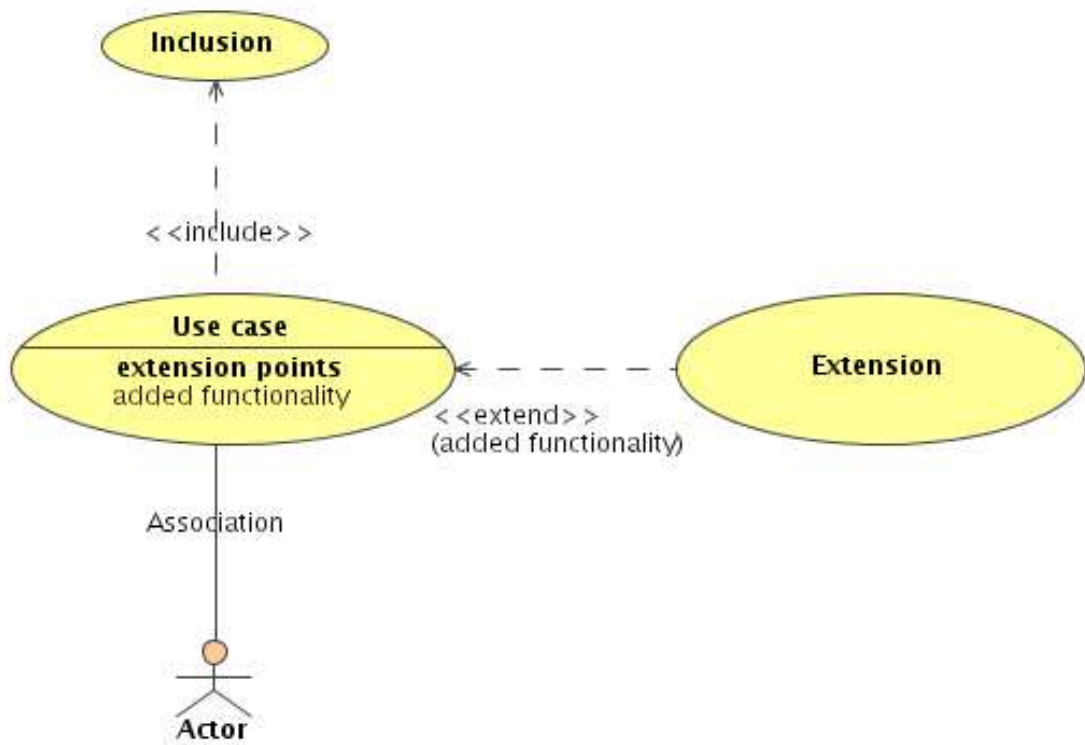 Inclusion
<<include>>
Use case
extension points
added functionality
Extension
<<extend>>
(added functionality)
Association
Actor